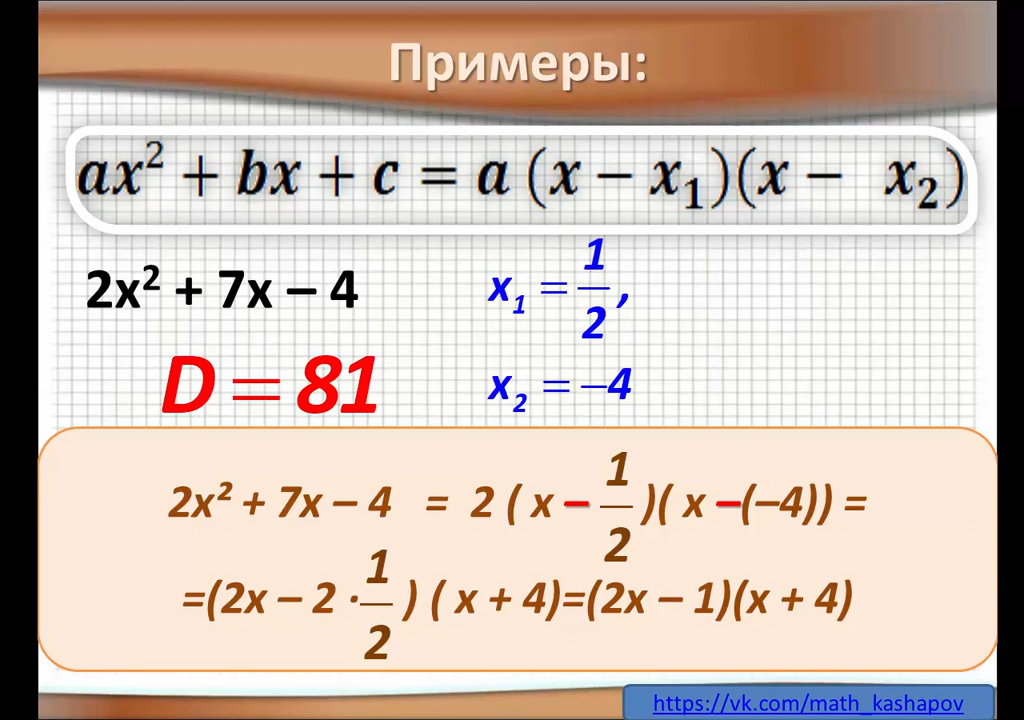 Примеры:
ax² + bx + c = a (x − x₁)(x − x₂)
2x² + 7x – 4
x₁ = 1/2,
D = 81
x₂ = –4
2x² + 7x – 4 = 2 ( x – 1/2 )( x –(–4)) =
=(2x – 2 · 1/2 ) ( x + 4)=(2x – 1)(x + 4)
https://vk.com/math_kashapov